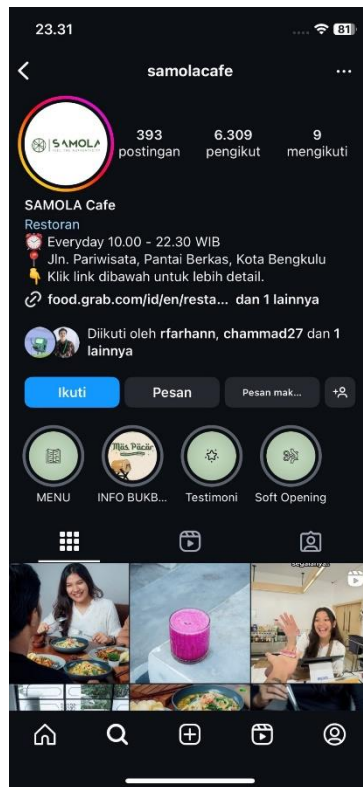 23.31
81
samolacafe
SAMOLA
393 6.309 9
postingan pengikut mengikuti
SAMOLA Cafe
Restoran
Everyday 10.00 - 22.30 WIB
Jln. Pariwisata, Pantai Berkas, Kota Bengkulu
Klik link dibawah untuk lebih detail.
food.grab.com/id/en/resta... dan 1 lainnya
Diikuti oleh rfarhann, chammad27 dan 1
lainnya
Ikuti Pesan Pesan mak...
Mas Pacar
MENU INFO BUKB... Testimoni Soft Opening